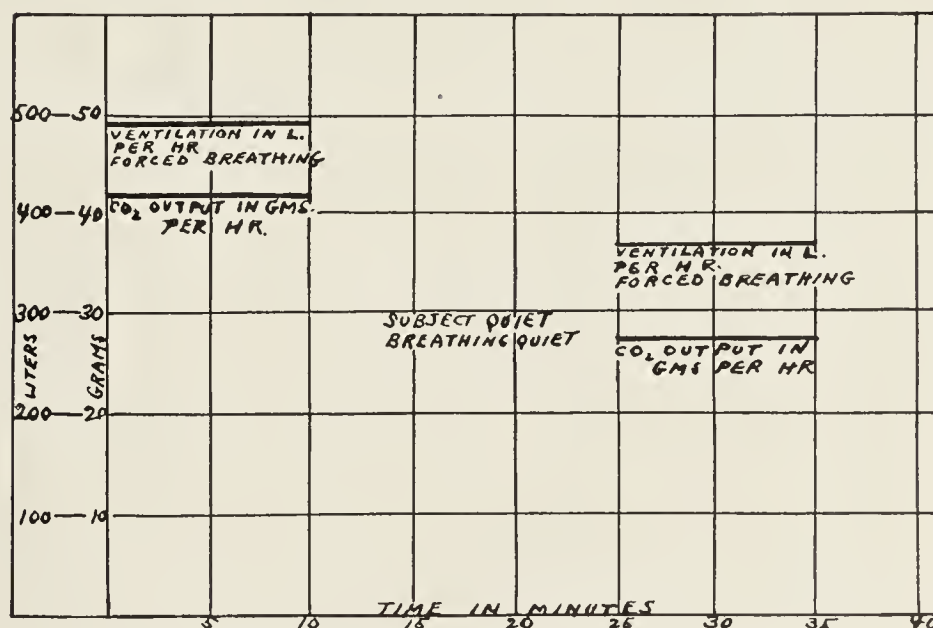 500—50
VENTILATION IN L.
PER HR
FORCED BREATHING
400—40
CO₂ OUTPUT IN GMS.
PER HR.
VENTILATION IN L.
PER HR.
FORCED BREATHING
300—30
SUBJECT QUIET
BREATHING QUIET
CO₂ OUTPUT IN
GMS PER HR
LITERS
GRAMS
200—20
100—10
TIME IN MINUTES
5 10 15 20 25 30 35 40